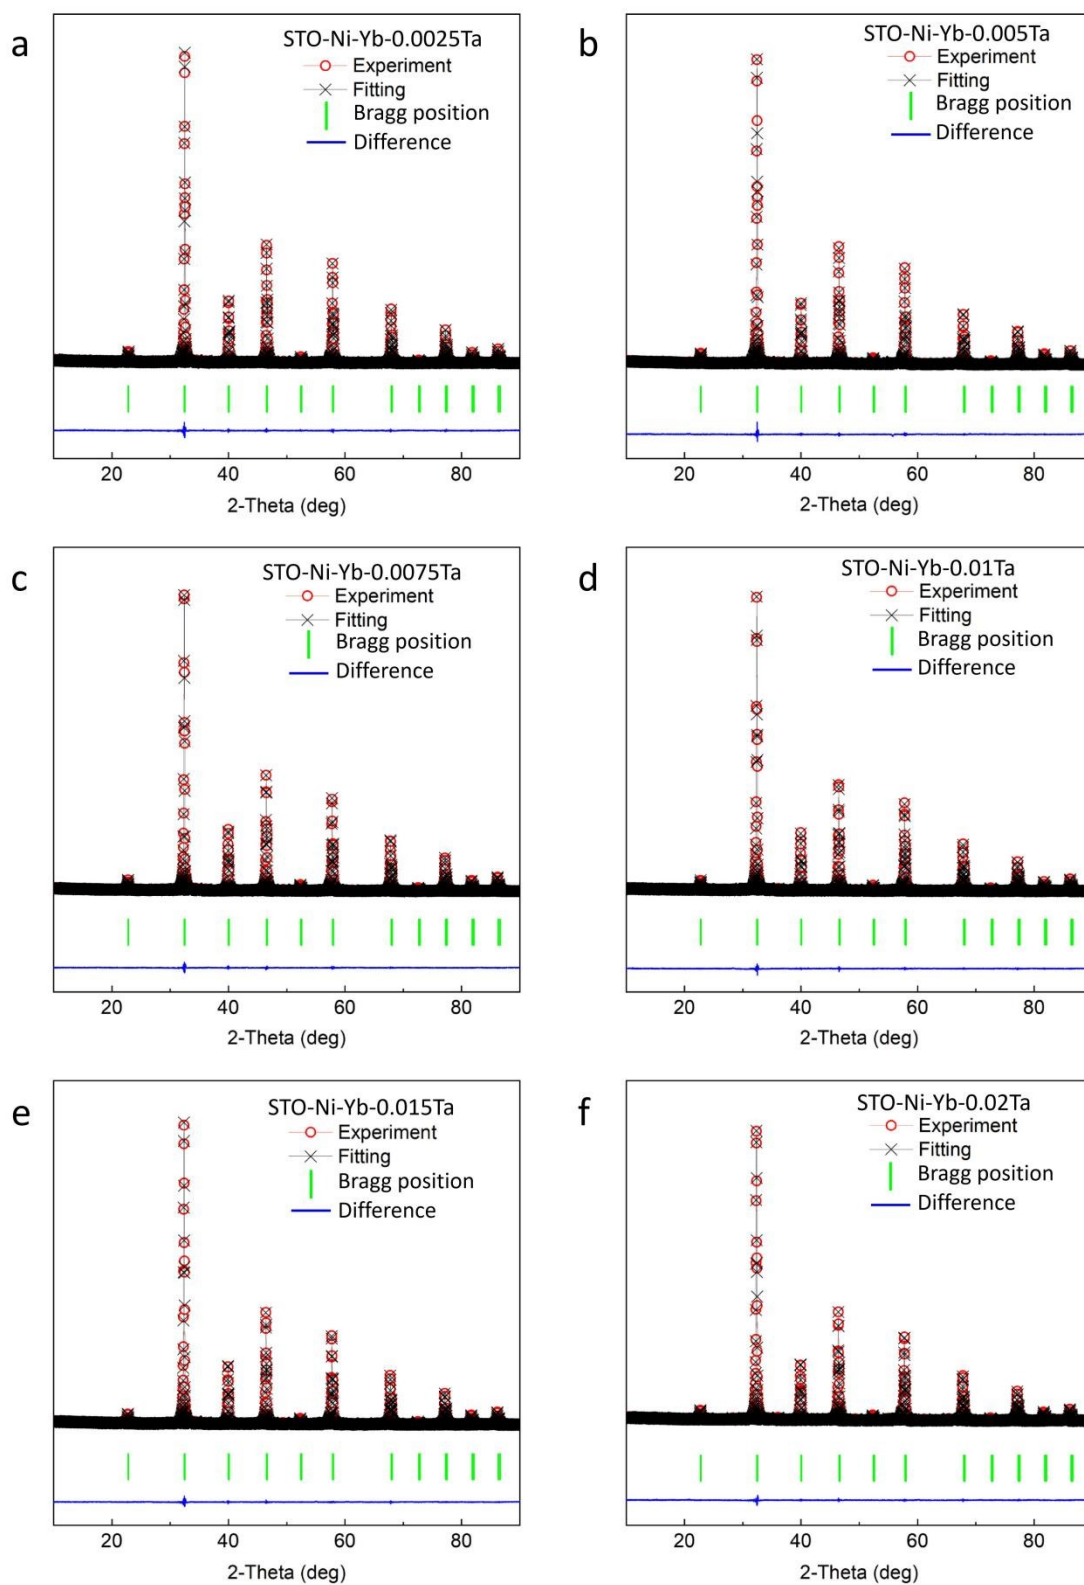 a
STO-Ni-Yb-0.0025Ta
Experiment
Fitting
Bragg position
Difference
20 40 60 80
2-Theta (deg)
b
STO-Ni-Yb-0.005Ta
Experiment
Fitting
Bragg position
Difference
20 40 60 80
2-Theta (deg)
c
STO-Ni-Yb-0.0075Ta
Experiment
Fitting
Bragg position
Difference
20 40 60 80
2-Theta (deg)
d
STO-Ni-Yb-0.01Ta
Experiment
Fitting
Bragg position
Difference
20 40 60 80
2-Theta (deg)
e
STO-Ni-Yb-0.015Ta
Experiment
Fitting
Bragg position
Difference
20 40 60 80
2-Theta (deg)
f
STO-Ni-Yb-0.02Ta
Experiment
Fitting
Bragg position
Difference
20 40 60 80
2-Theta (deg)